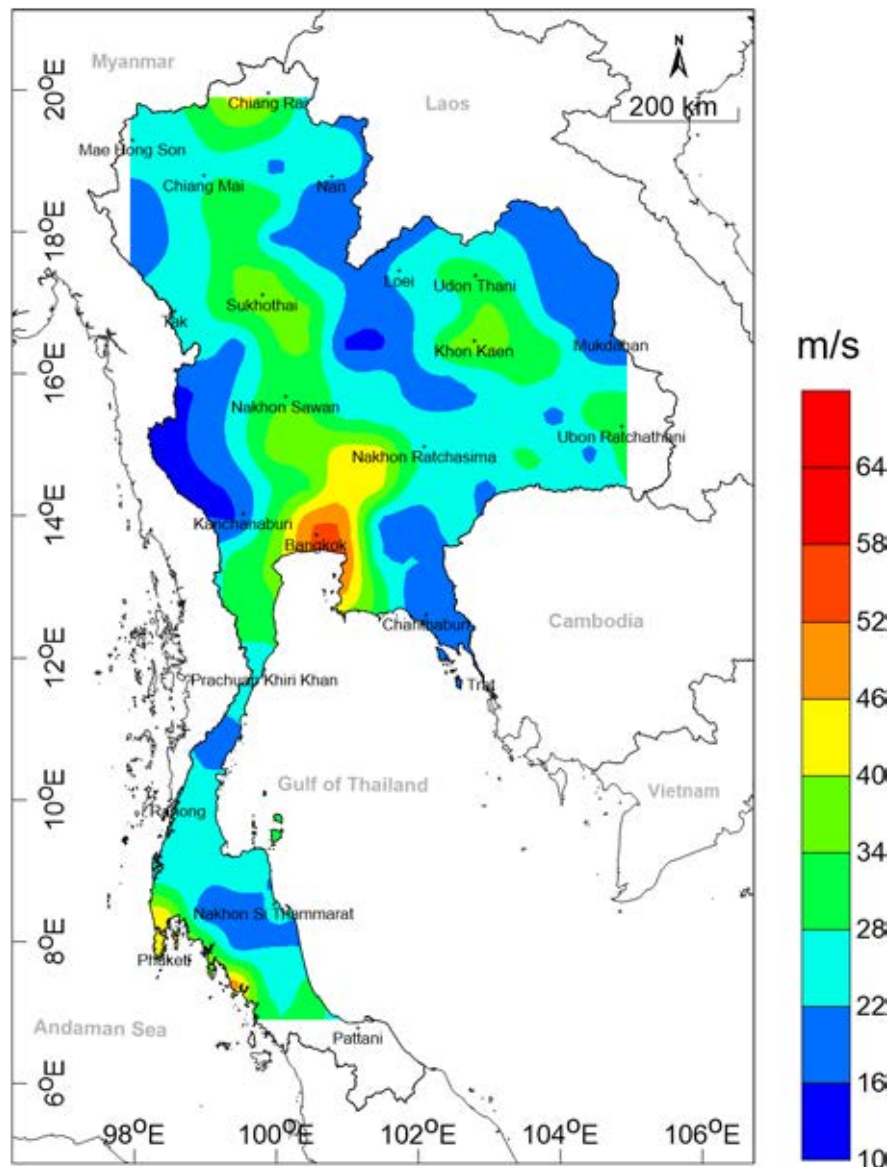 Myanmar
N
20°E
Chiang Rai
Laos
200 km
Mae Hong Son
Chiang Mai
Nan
18°E
Loei
Udon Thani
Sukhothai
Tak
Khon Kaen
Mukdahan
m/s
16°E
Nakhon Sawan
Ubon Ratchathani
Nakhon Ratchasima
64
14°E
Kanchanaburi
Bangkok
58
Chanthaburi
Cambodia
52
12°E
Prachuap Khiri Khan
Trat
46
Gulf of Thailand
Vietnam
40
10°E
Ranong
34
Nakhon Si Thammarat
28
8°E
Phuket
22
Andaman Sea
Pattani
16
6°E
98°E
100°E
102°E
104°E
106°E
10